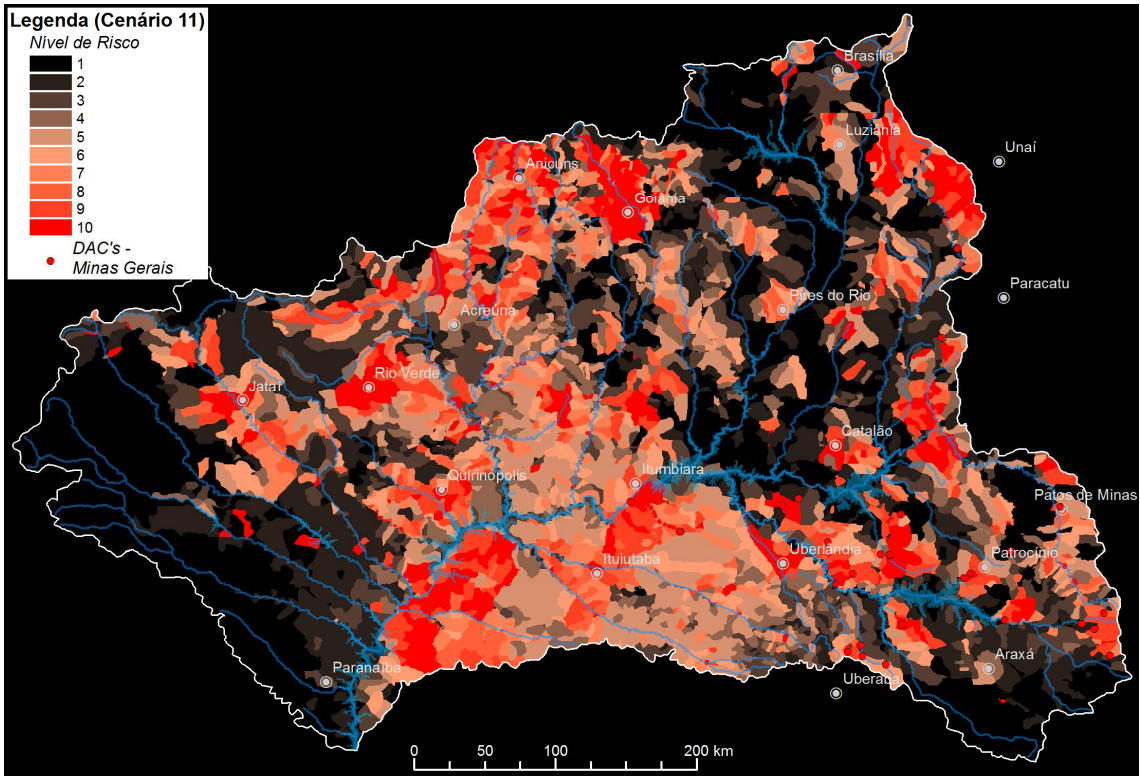 Legenda (Cenário 11)
Nível de Risco
1
2
3
4
5
6
7
8
9
10
DAC's -
Minas Gerais
Brasília
Luziânia
Unaí
Anicuns
Goiânia
Paracatu
Pires do Rio
Acreúna
Rio Verde
Jataí
Catalão
Itumbiara
Quirinópolis
Patos de Minas
Uberlândia
Patrocínio
Ituiutaba
Araxá
Paranaíba
Uberaba
0 50 100 200 km